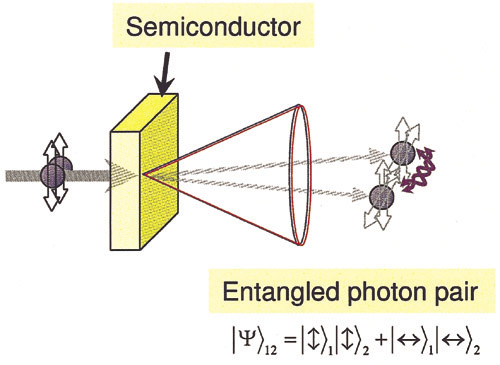 Semiconductor
Entangled photon pair
|Ψ⟩₁₂ = |↕⟩₁|↕⟩₂ + |↔⟩₁|↔⟩₂